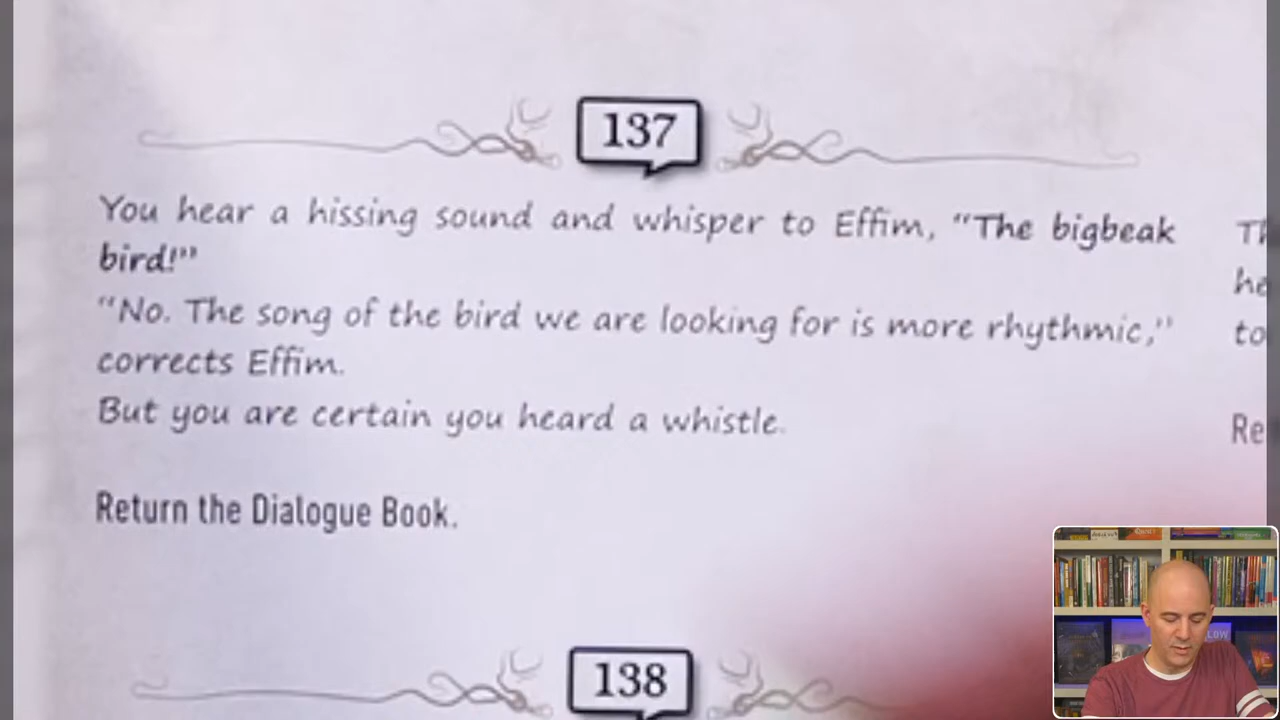 137
You hear a hissing sound and whisper to Effim, “The bigbeak
bird!”
“No. The song of the bird we are looking for is more rhythmic,”
corrects Effim.
But you are certain you heard a whistle.
Return the Dialogue Book.
138